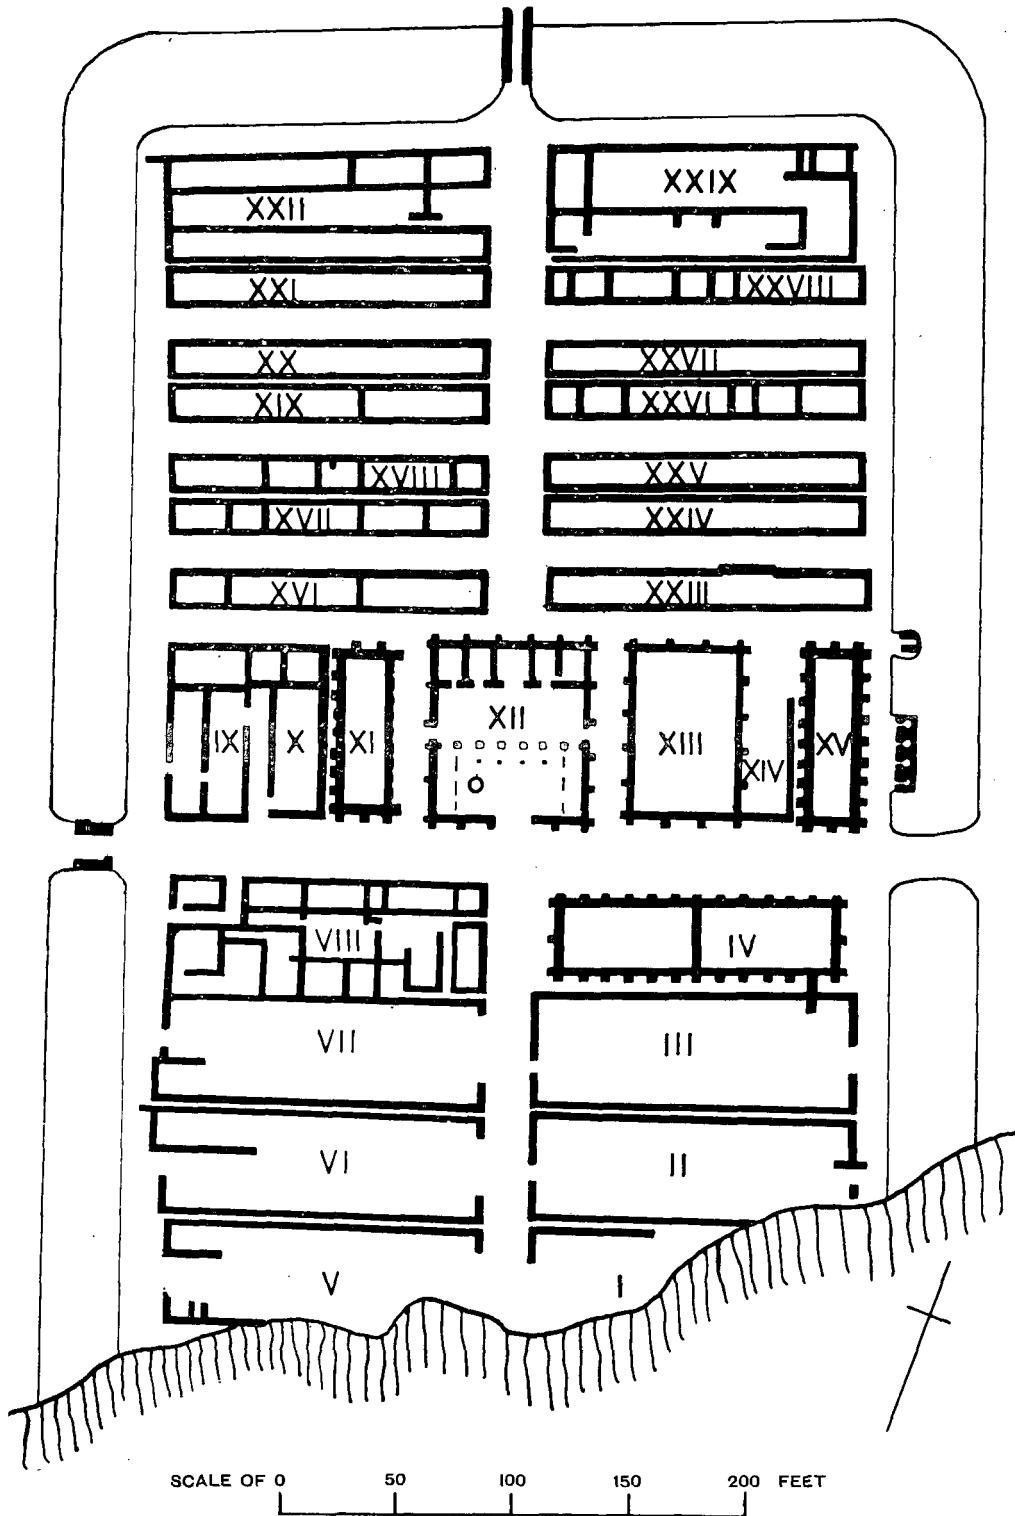 XXII
XXIX
XXI
XXVIII
XX
XXVII
XIX
XXVI
XVIII
XXV
XVII
XXIV
XVI
XXIII
IX
X
XI
XII
XIII
XIV
XV
VIII
IV
VII
III
VI
II
V
I
SCALE OF 0 50 100 150 200 FEET